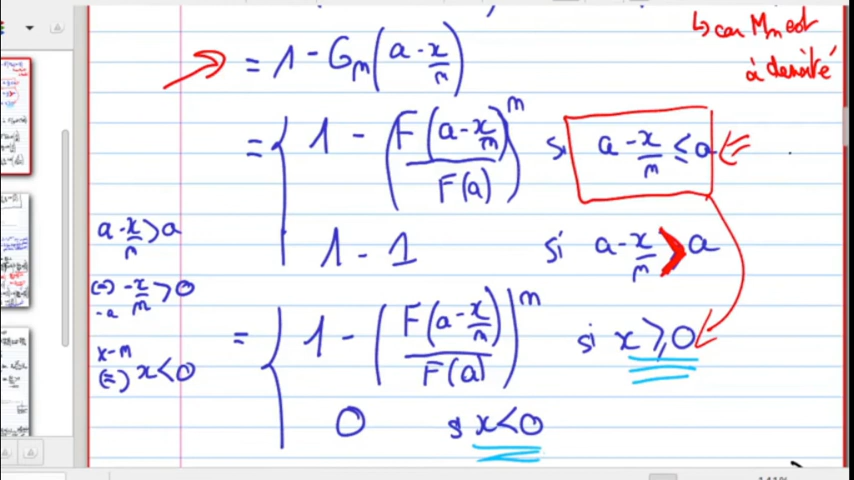 ↳ car Mn est
à densité
= 1 - Gn(a - x/n)
= { 1 - (F(a - x/n) / F(a))^n si a - x/n ≤ a
1 - 1 si a - x/n > a
a - x/n > a
(=) -x/n > 0
-a
x-n
(=) x < 0
= { 1 - (F(a - x/n) / F(a))^n si x ≥ 0
0 si x < 0